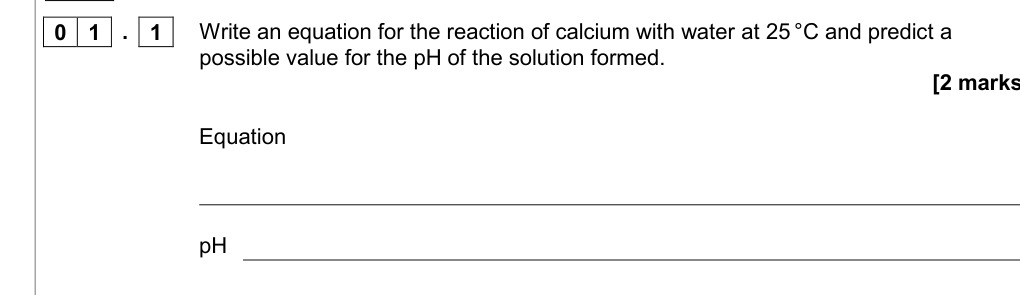 0 1 . 1 Write an equation for the reaction of calcium with water at 25 °C and predict a
possible value for the pH of the solution formed.
[2 marks
Equation
pH